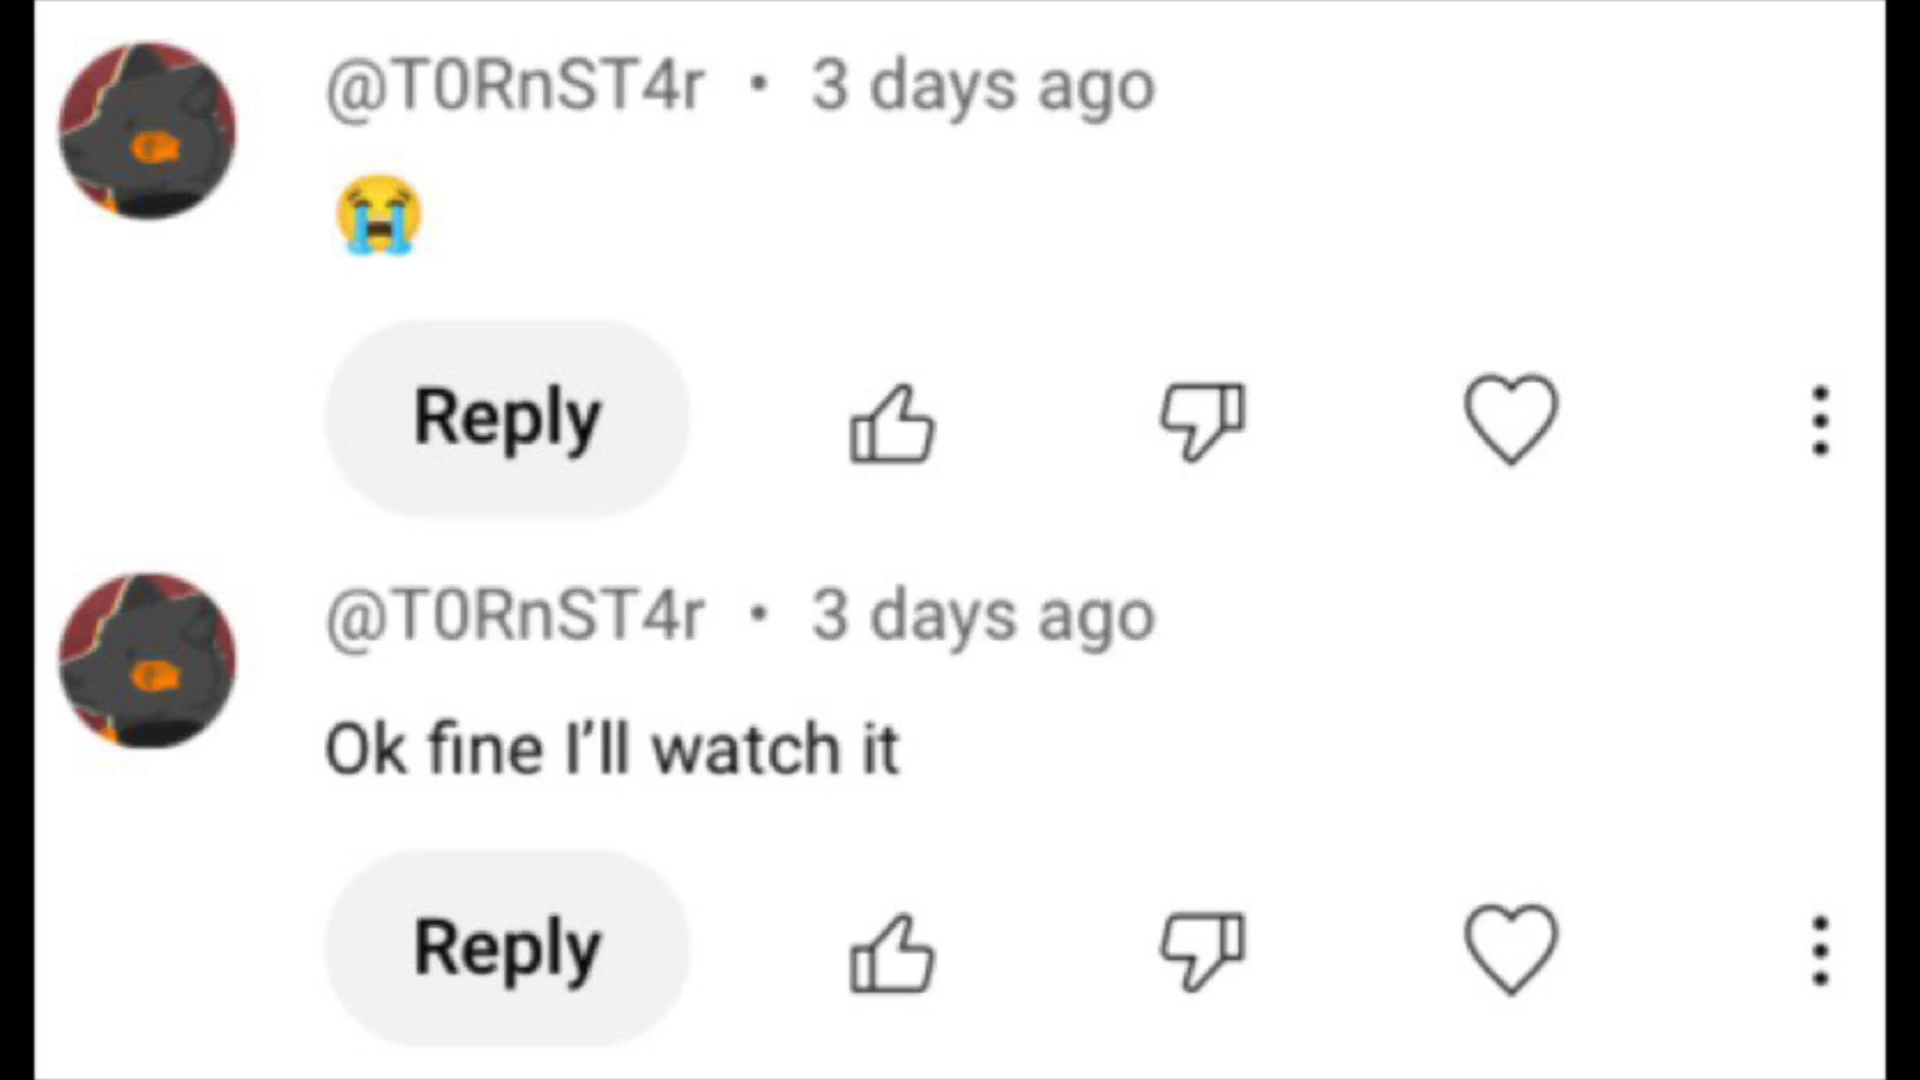 @T0RnST4r • 3 days ago
😭
Reply
@T0RnST4r • 3 days ago
Ok fine I’ll watch it
Reply